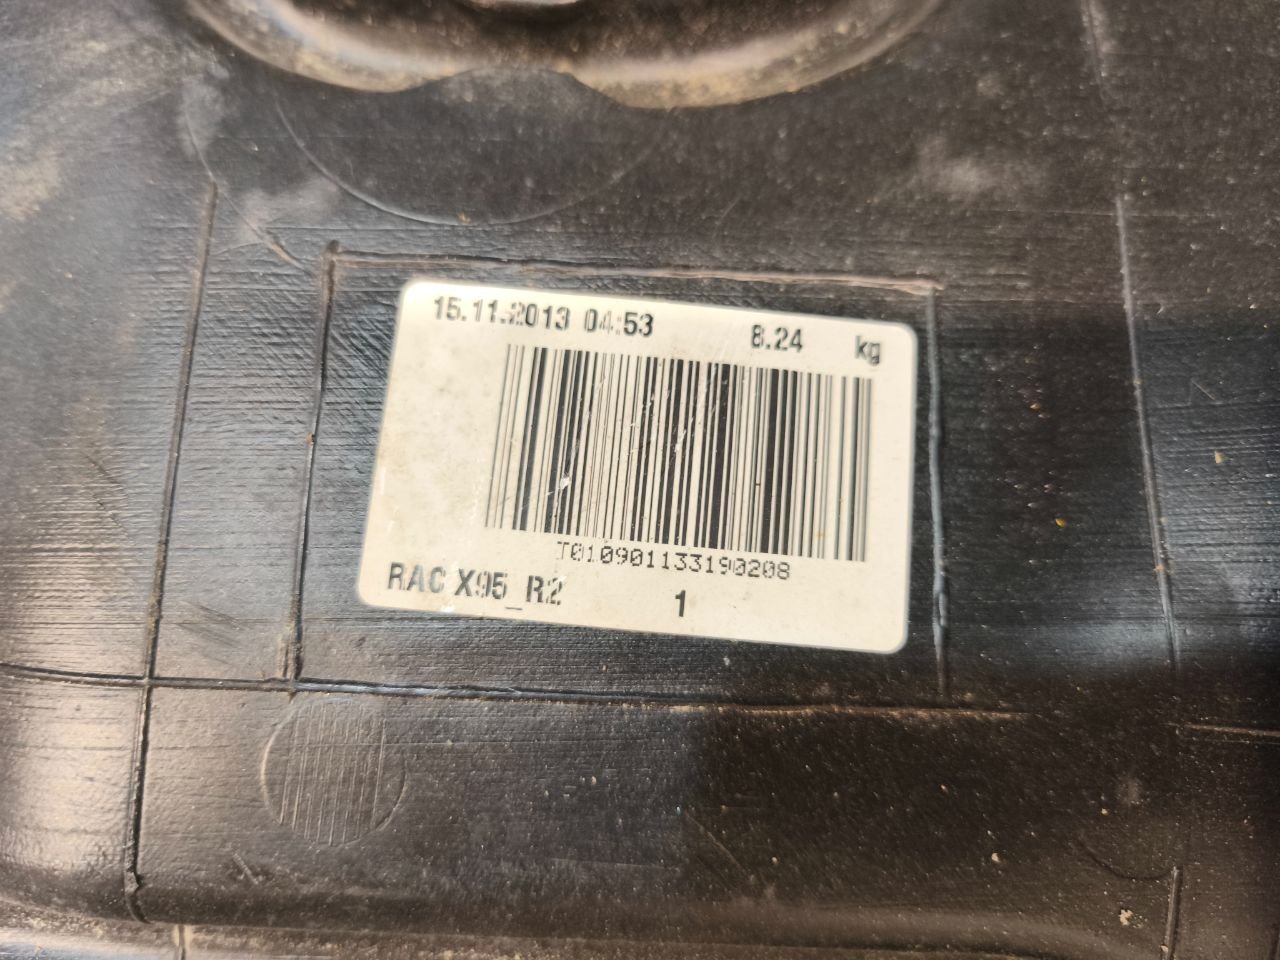 15.11.2013 04:53 8.24 kg
T010901133190208
RAC X95_R2 1